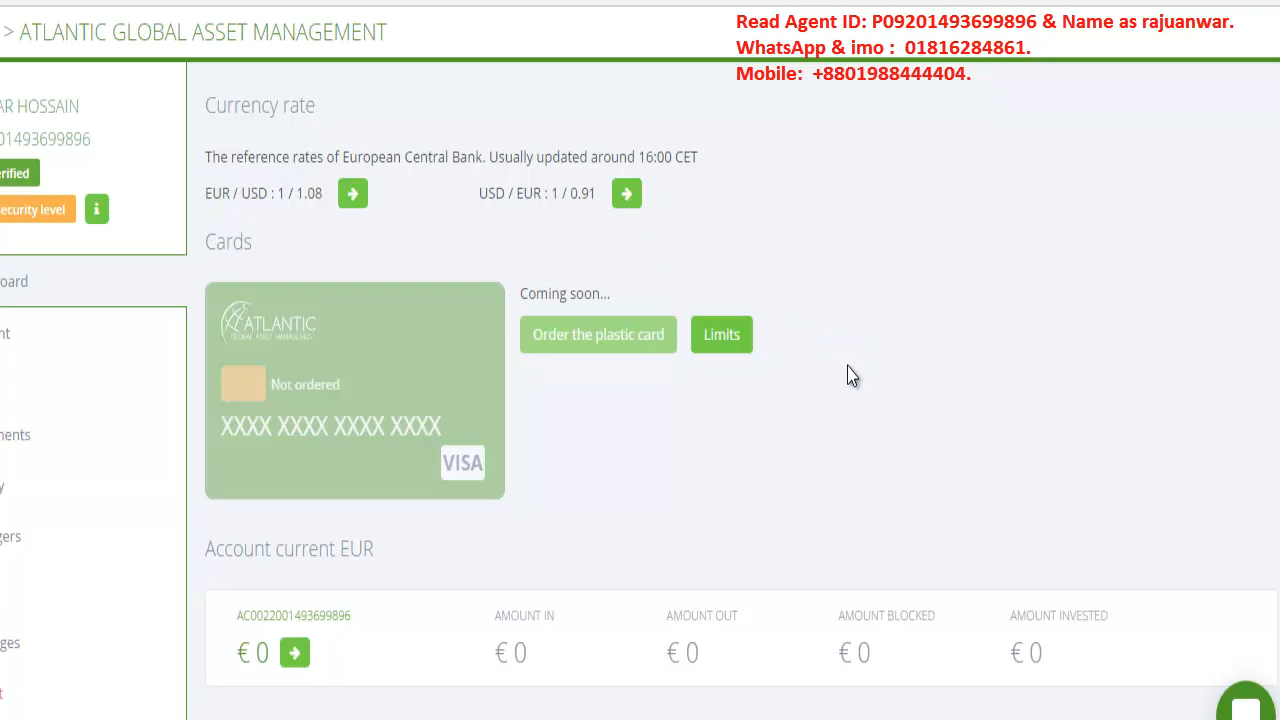 > ATLANTIC GLOBAL ASSET MANAGEMENT
Read Agent ID: P09201493699896 & Name as rajuanwar.
WhatsApp & imo : 01816284861.
Mobile: +8801988444404.
AR HOSSAIN
01493699896
erified
ecurity level
i
oard
nt
nents
y
gers
ges
t
Currency rate
The reference rates of European Central Bank. Usually updated around 16:00 CET
EUR / USD : 1 / 1.08
USD / EUR : 1 / 0.91
Cards
ATLANTIC
GLOBAL ASSET MANAGEMENT
Not ordered
XXXX XXXX XXXX XXXX
VISA
Coming soon...
Order the plastic card
Limits
Account current EUR
AC0022001493699896 AMOUNT IN AMOUNT OUT AMOUNT BLOCKED AMOUNT INVESTED
€ 0 € 0 € 0 € 0 € 0